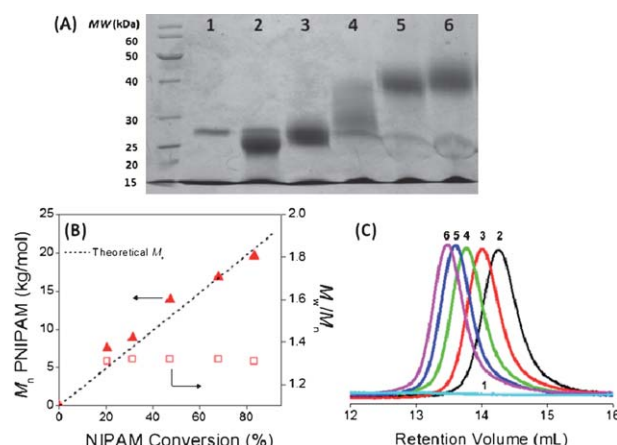 (A) MW (kDa) 1 2 3 4 5 6
60
50
40
30
25
20
15
(B)
25
20
15
10
5
0
Mn PNIPAM (kg/mol)
Theoretical Mn
2.0
1.8
1.6
1.4
1.2
Mw/Mn
0 20 40 60 80 100
NIPAM Conversion (%)
(C)
6 5 4 3 2
1
12 13 14 15 16
Retention Volume (mL)